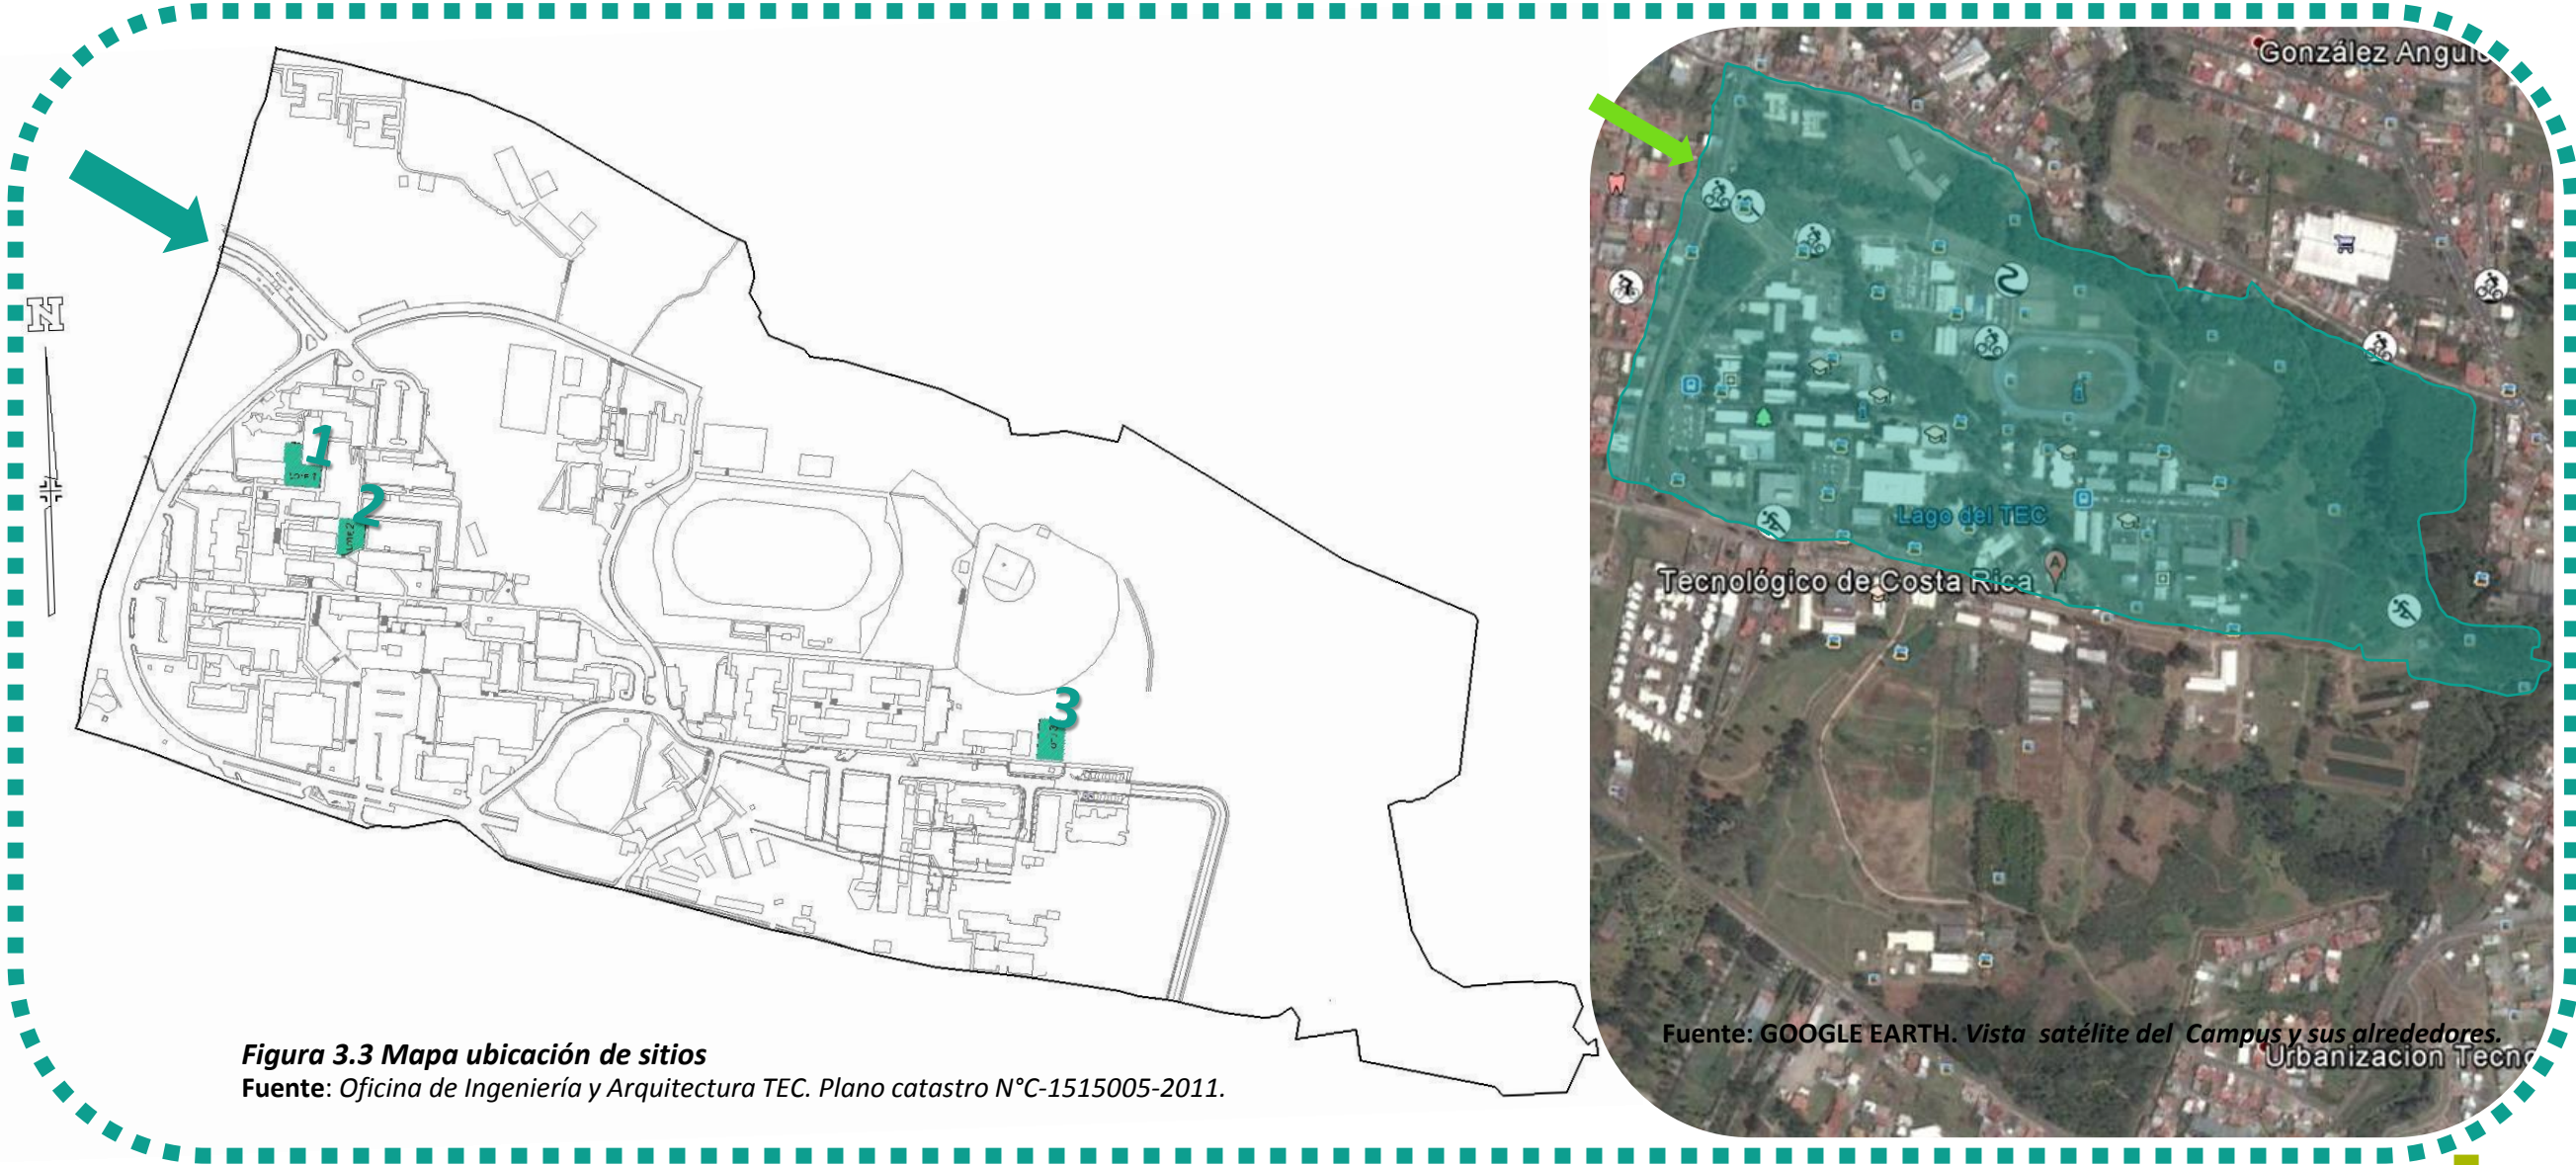 N
1
2
3
Figura 3.3 Mapa ubicación de sitios
Fuente: Oficina de Ingeniería y Arquitectura TEC. Plano catastro N°C-1515005-2011.
González Angulo
Lago del TEC
A
Tecnológico de Costa Rica
Fuente: GOOGLE EARTH. Vista satélite del Campus y sus alrededores.
Urbanizacion Tecno